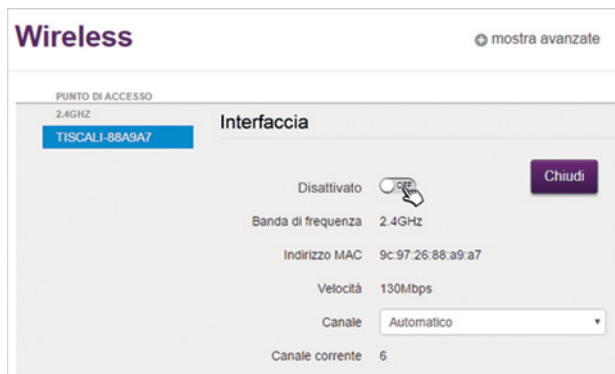 Wireless
mostra avanzate
PUNTO DI ACCESSO
2.4GHZ
TISCALI-88A9A7
Interfaccia
Chiudi
Disattivato OFF
Banda di frequenza 2.4GHz
Indirizzo MAC 9c:97:26:88:a9:a7
Velocità 130Mbps
Canale Automatico
Canale corrente 6